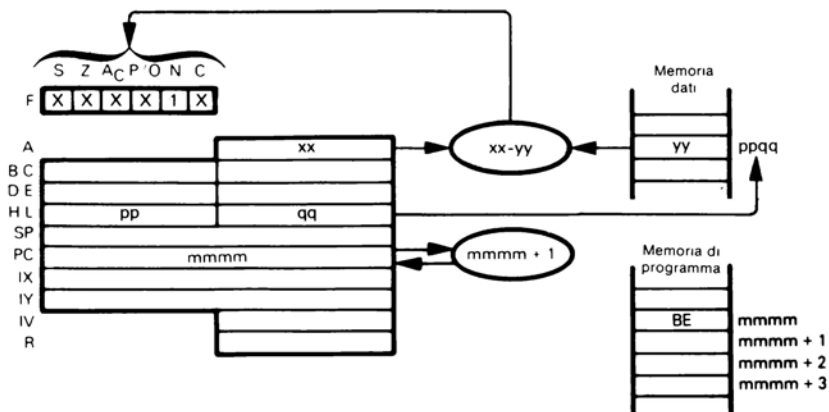 S Z AC P/O N C
F X X X X 1 X
A xx
B C
D E
H L pp qq
SP
PC mmmm
IX
IY
IV
R
xx-yy
mmmm + 1
Memoria
dati
yy ppqq
Memoria di
programma
BE mmmm
mmmm + 1
mmmm + 2
mmmm + 3